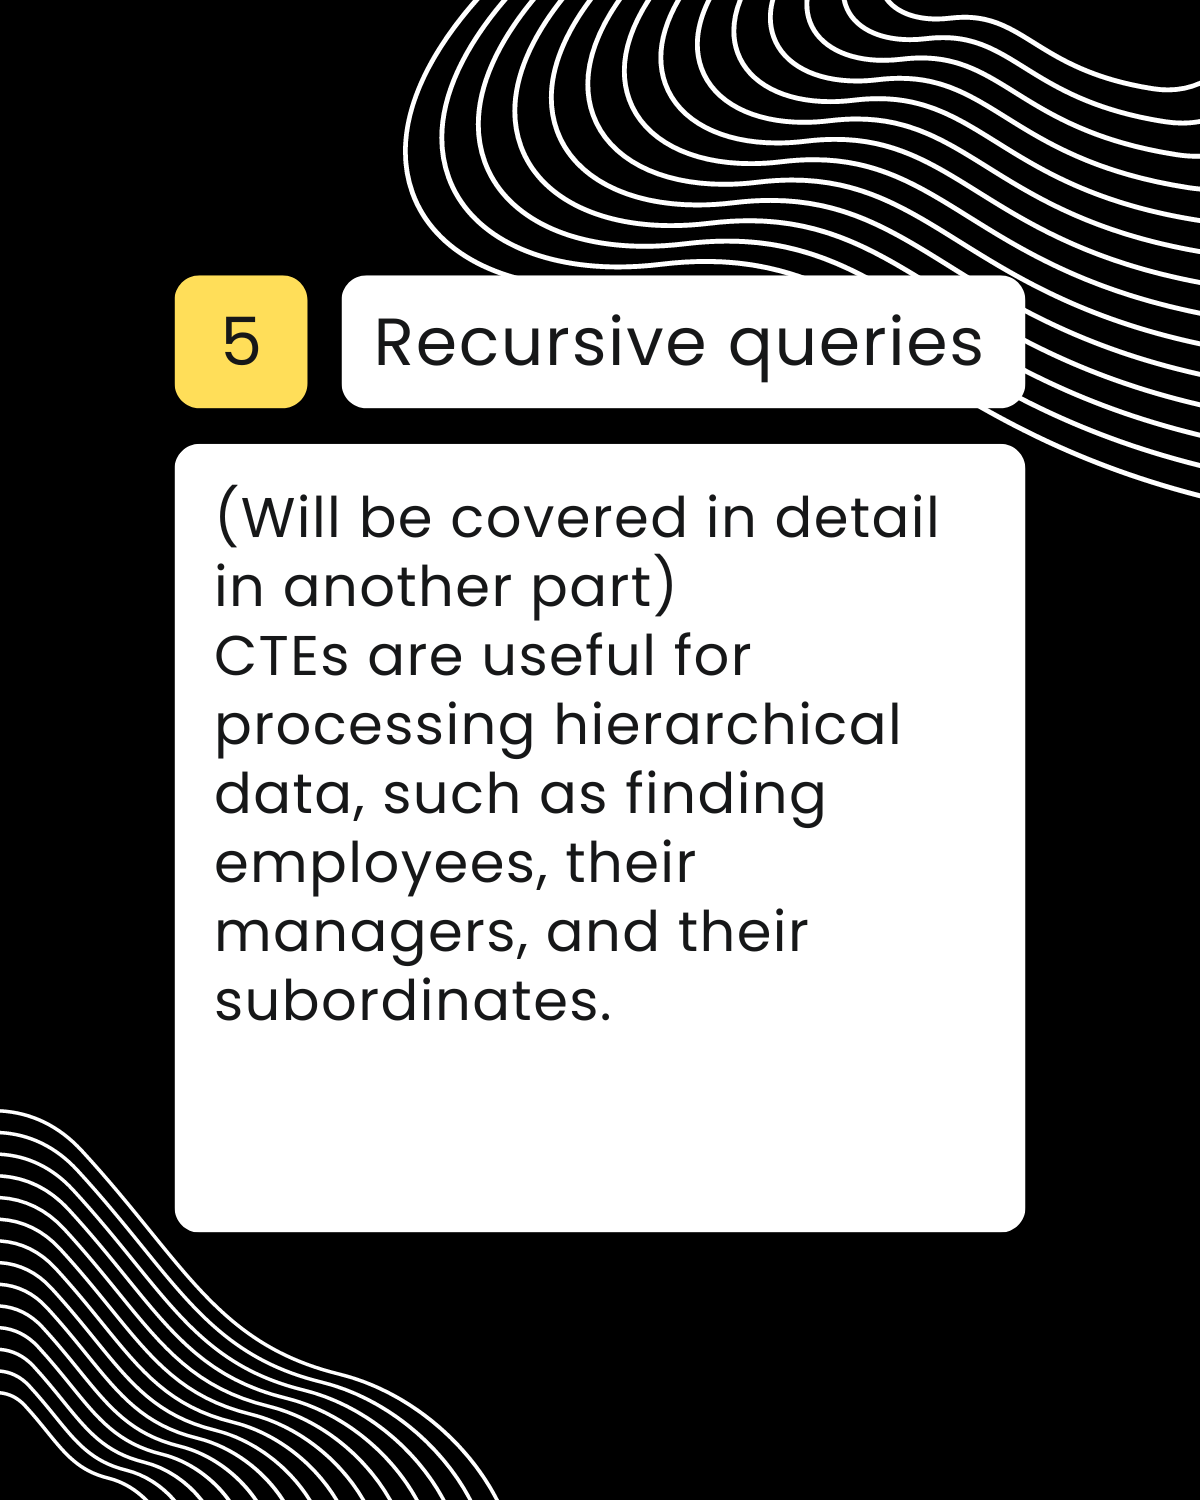 5
Recursive queries
(Will be covered in detail
in another part)
CTEs are useful for
processing hierarchical
data, such as finding
employees, their
managers, and their
subordinates.